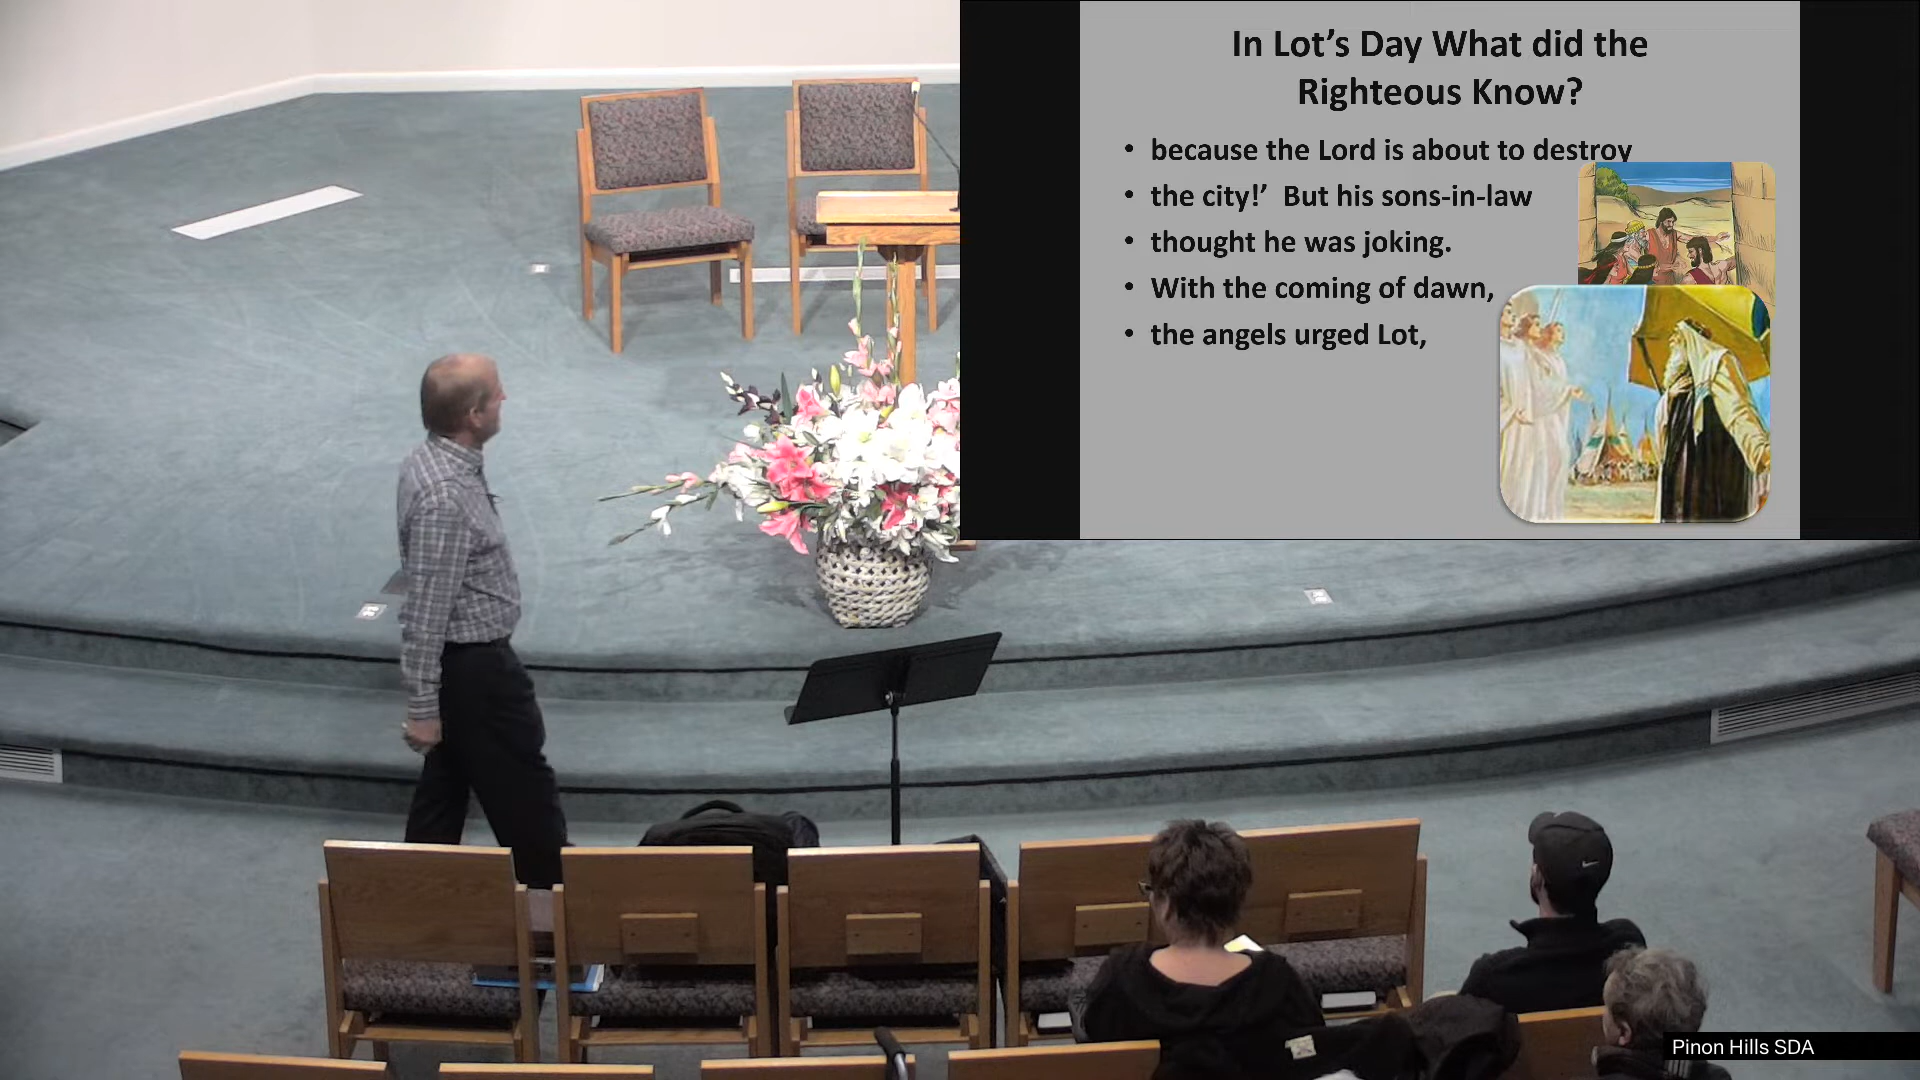 In Lot’s Day What did the
Righteous Know?
• because the Lord is about to destroy
• the city!’  But his sons-in-law
• thought he was joking.
• With the coming of dawn,
• the angels urged Lot,
Pinon Hills SDA